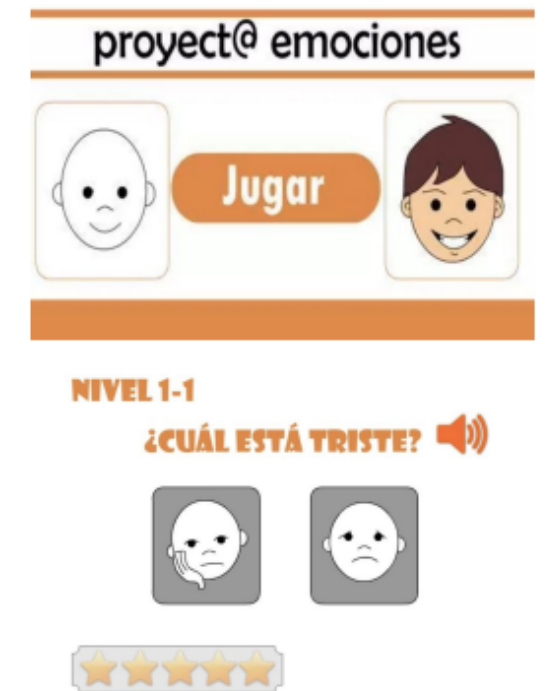 proyect@ emociones
Jugar
NIVEL 1-1
¿CUÁL ESTÁ TRISTE?